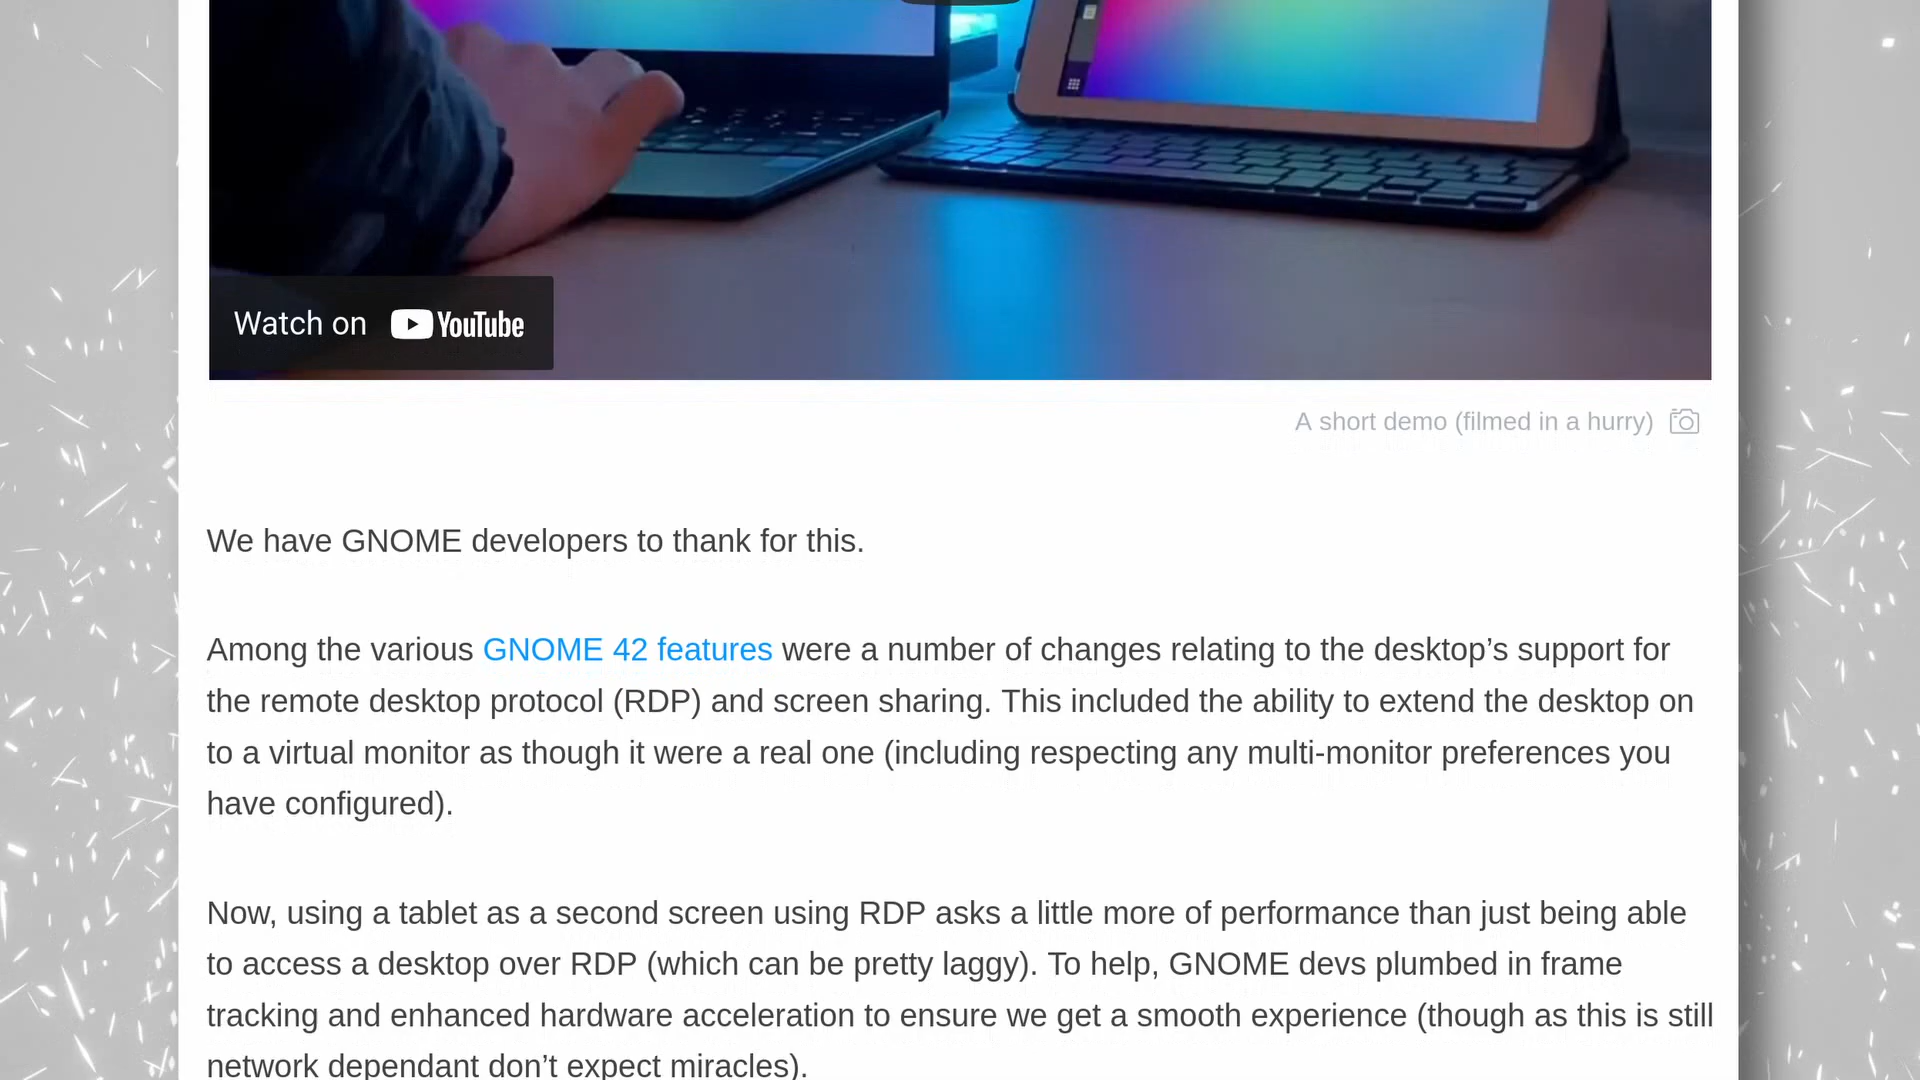 Watch on YouTube
A short demo (filmed in a hurry)
We have GNOME developers to thank for this.
Among the various GNOME 42 features were a number of changes relating to the desktop’s support for
the remote desktop protocol (RDP) and screen sharing. This included the ability to extend the desktop on
to a virtual monitor as though it were a real one (including respecting any multi-monitor preferences you
have configured).
Now, using a tablet as a second screen using RDP asks a little more of performance than just being able
to access a desktop over RDP (which can be pretty laggy). To help, GNOME devs plumbed in frame
tracking and enhanced hardware acceleration to ensure we get a smooth experience (though as this is still
network dependant don’t expect miracles).